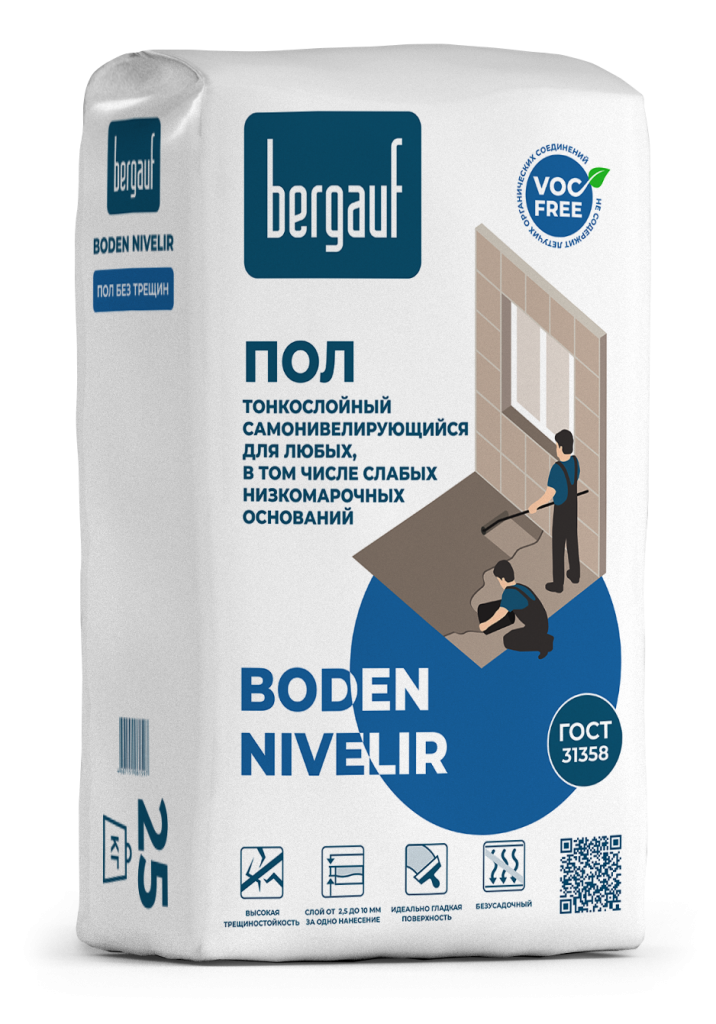 bergauf
BODEN NIVELIR
ПОЛ БЕЗ ТРЕЩИН
25
КГ
bergauf
НЕ СОДЕРЖИТ ЛЕТУЧИХ ОРГАНИЧЕСКИХ СОЕДИНЕНИЙ
VOC
FREE
ПОЛ
ТОНКОСЛОЙНЫЙ
САМОНИВЕЛИРУЮЩИЙСЯ
ДЛЯ ЛЮБЫХ,
В ТОМ ЧИСЛЕ СЛАБЫХ
НИЗКОМАРОЧНЫХ
ОСНОВАНИЙ
BODEN
NIVELIR
ГОСТ
31358
ВЫСОКАЯ
ТРЕЩИНОСТОЙКОСТЬ
СЛОЙ ОТ 2,5 ДО 10 ММ
ЗА ОДНО НАНЕСЕНИЕ
ИДЕАЛЬНО ГЛАДКАЯ
ПОВЕРХНОСТЬ
БЕЗУСАДОЧНЫЙ